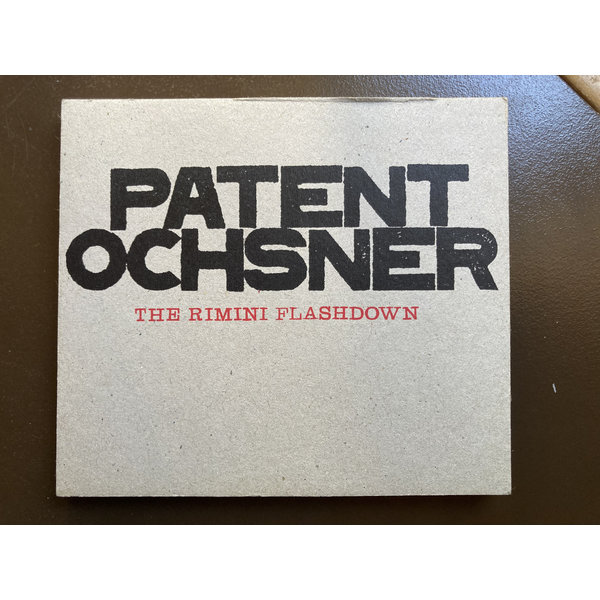 PATENT
OCHSNER
THE RIMINI FLASHDOWN